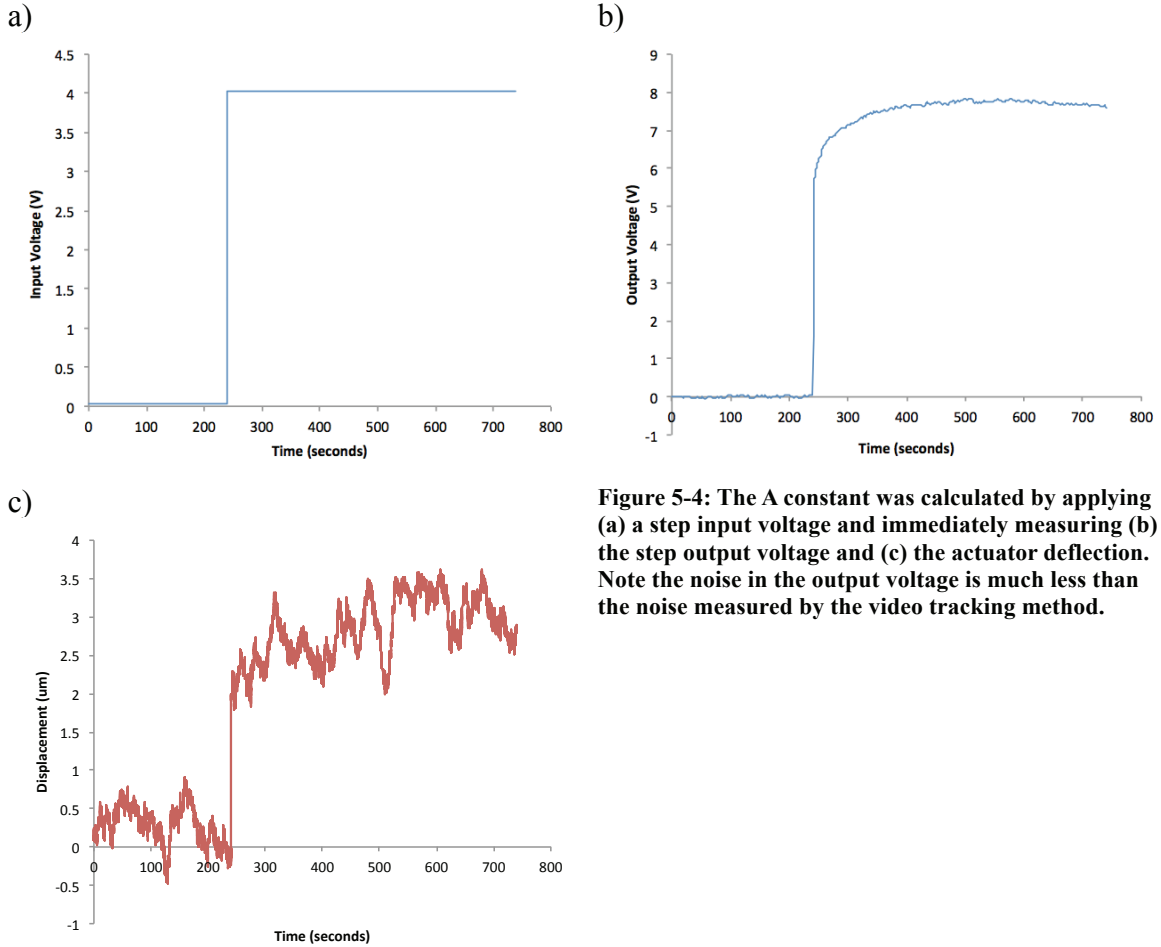 a)
4.5
4
3.5
3
2.5
2
1.5
1
0.5
0
Input Voltage (V)
0 100 200 300 400 500 600 700 800
Time (seconds)
b)
9
8
7
6
5
4
3
2
1
0
-1
Output Voltage (V)
0 100 200 300 400 500 600 700 800
Time (seconds)
c)
4
3.5
3
2.5
2
1.5
1
0.5
0
-0.5
-1
Displacement (um)
0 100 200 300 400 500 600 700 800
Time (seconds)
Figure 5-4: The A constant was calculated by applying
(a) a step input voltage and immediately measuring (b)
the step output voltage and (c) the actuator deflection.
Note the noise in the output voltage is much less than
the noise measured by the video tracking method.